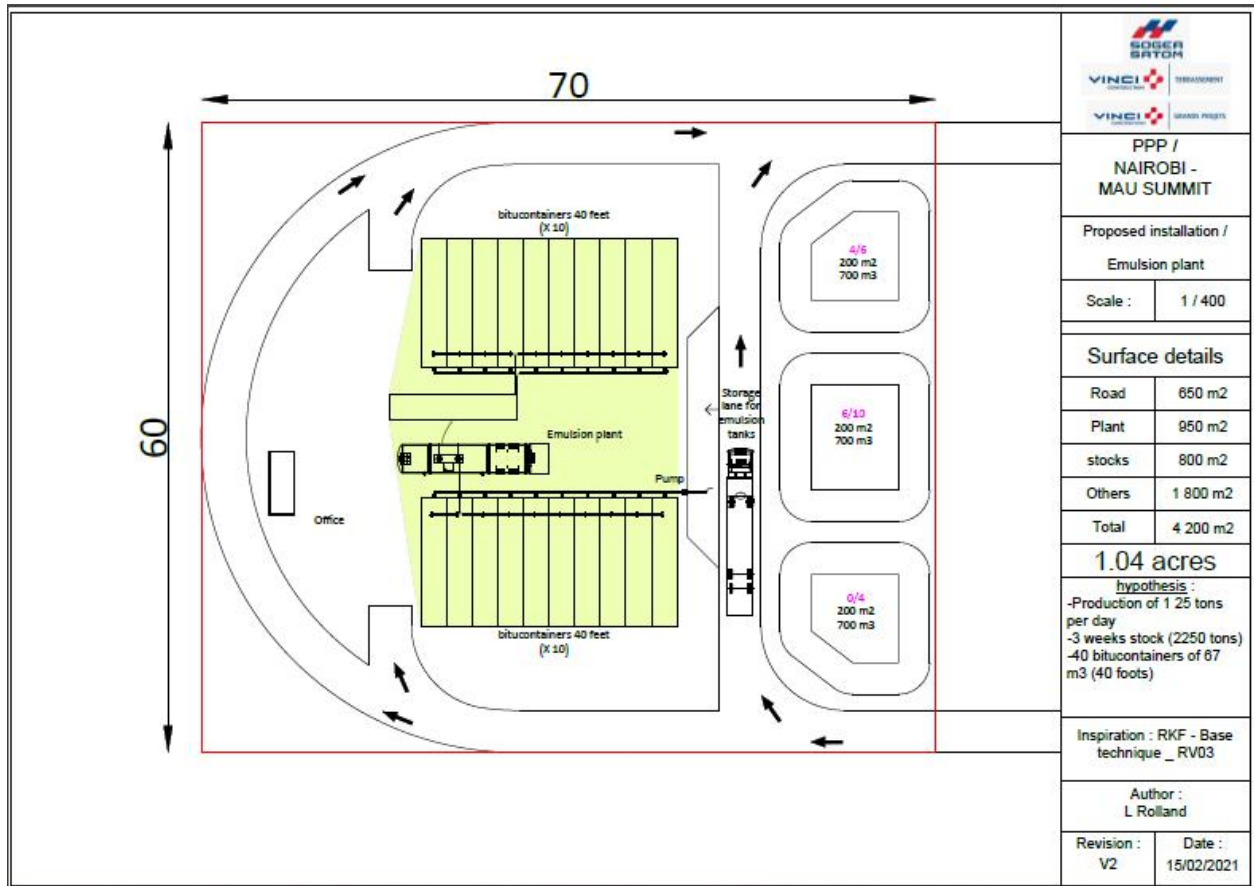 70
60
bitucontainers 40 feet
(X 10)
Emulsion plant
Storage
lane for
emulsion
tanks
Pump
Office
bitucontainers 40 feet
(X 10)
4/6
200 m2
700 m3
6/10
200 m2
700 m3
0/4
200 m2
700 m3
SOGEA
SATOM
VINCI
CONSTRUCTION
TERRASSEMENT
VINCI
CONSTRUCTION
GRANDS PROJETS
PPP /
NAIROBI -
MAU SUMMIT
Proposed installation /
Emulsion plant
Scale : 1 / 400
Surface details
Road 650 m2
Plant 950 m2
stocks 800 m2
Others 1 800 m2
Total 4 200 m2
1.04 acres
hypothesis :
-Production of 1 25 tons
per day
-3 weeks stock (2250 tons)
-40 bitucontainers of 67
m3 (40 foots)
Inspiration : RKF - Base
technique _ RV03
Author :
L Rolland
Revision : Date :
V2 15/02/2021